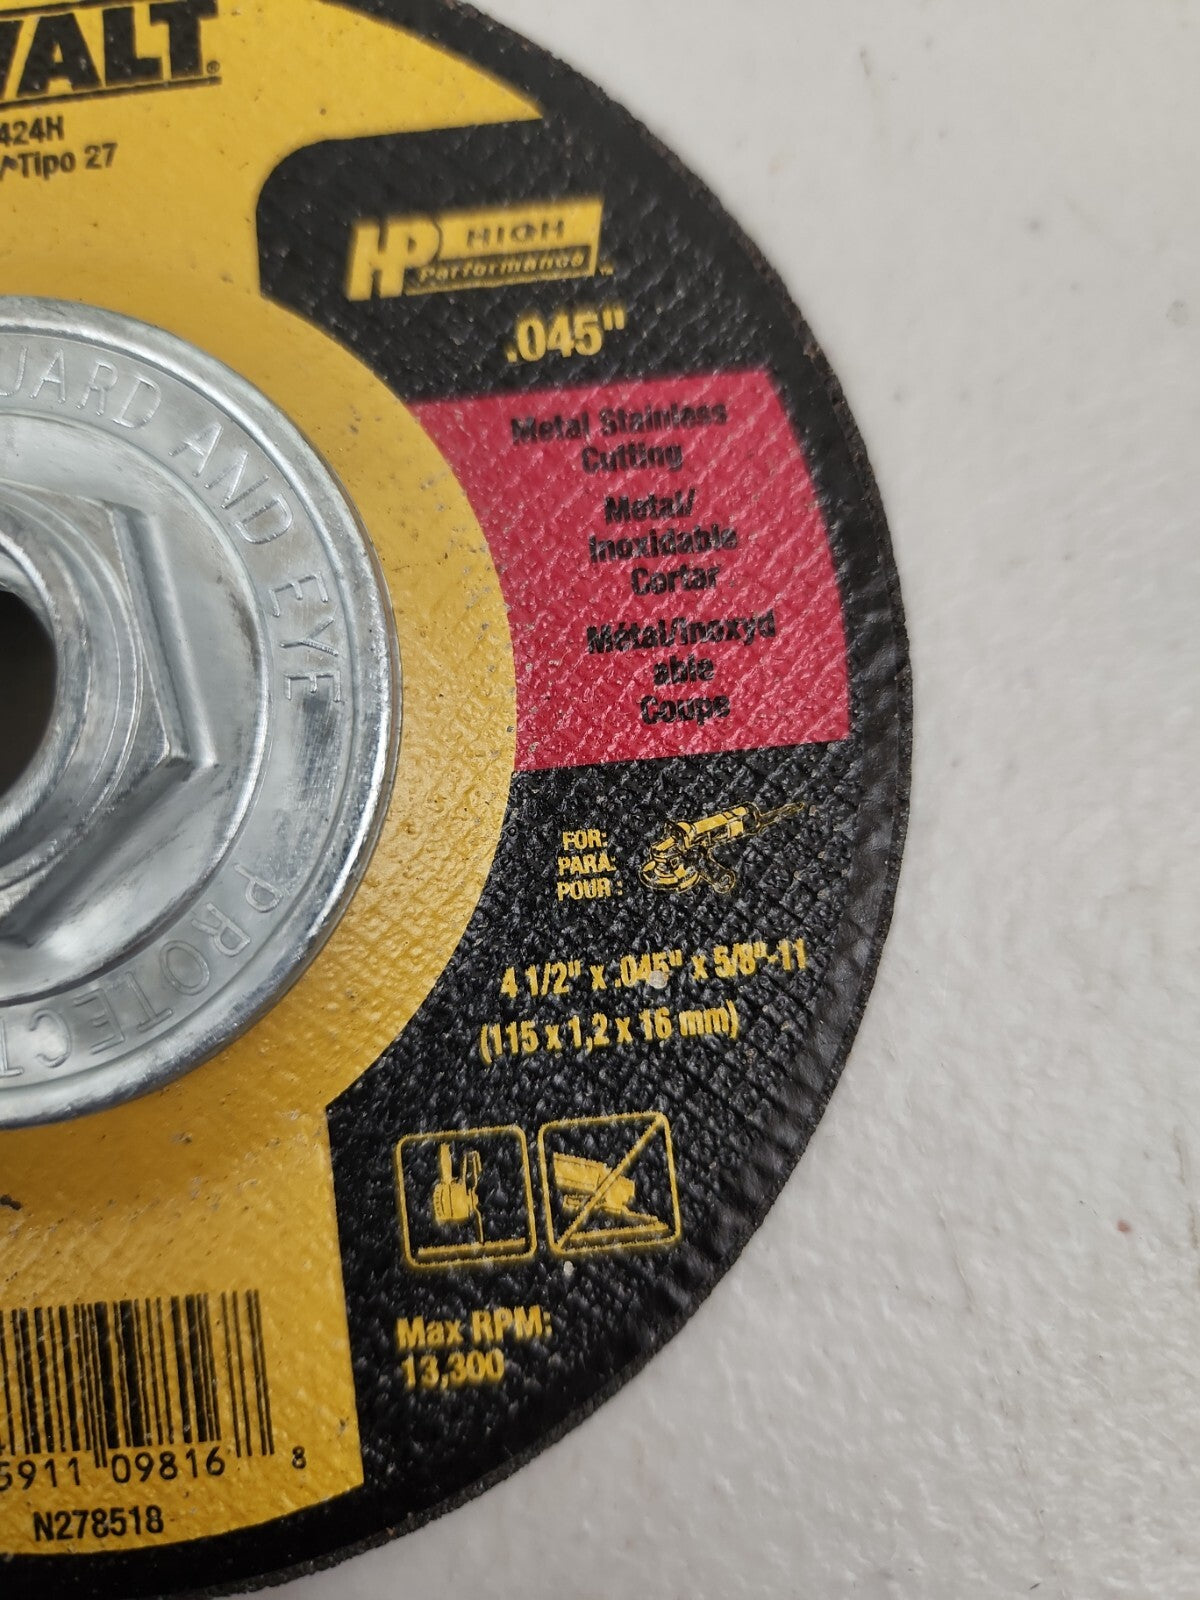 WALT®
424H
/Tipo 27
HP HIGH
Performance™
.045"
Metal Stainless
Cutting
Metal/
Inoxidable
Cortar
Métal/Inoxyd
able
Coupe
UARD AND EYE PROTECT
FOR:
PARA:
POUR:
4 1/2" x .045" x 5/8"-11
(115 x 1,2 x 16 mm)
Max RPM:
13,300
5911 09816 8
N278518